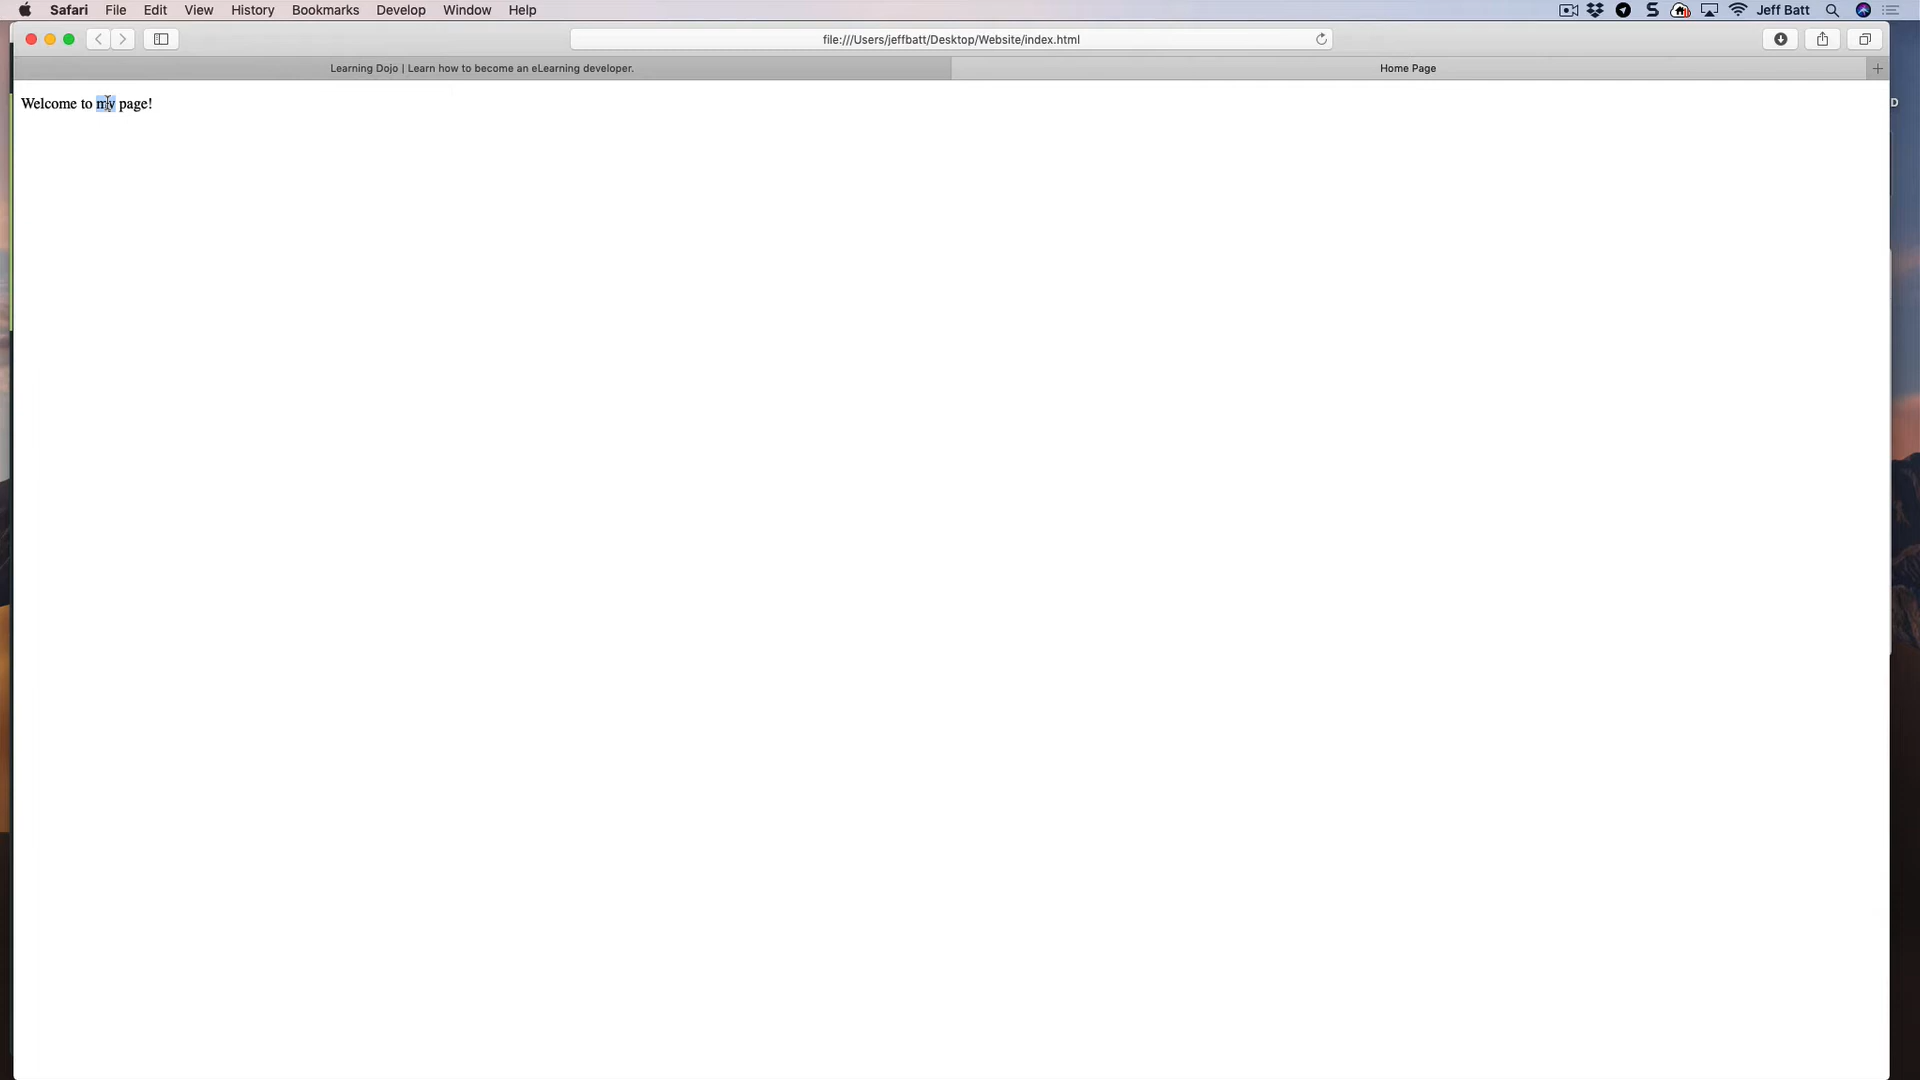 Safari File Edit View History Bookmarks Develop Window Help Jeff Batt
file:///Users/jeffbatt/Desktop/Website/index.html
Learning Dojo | Learn how to become an eLearning developer. Home Page
Welcome to my page!
D